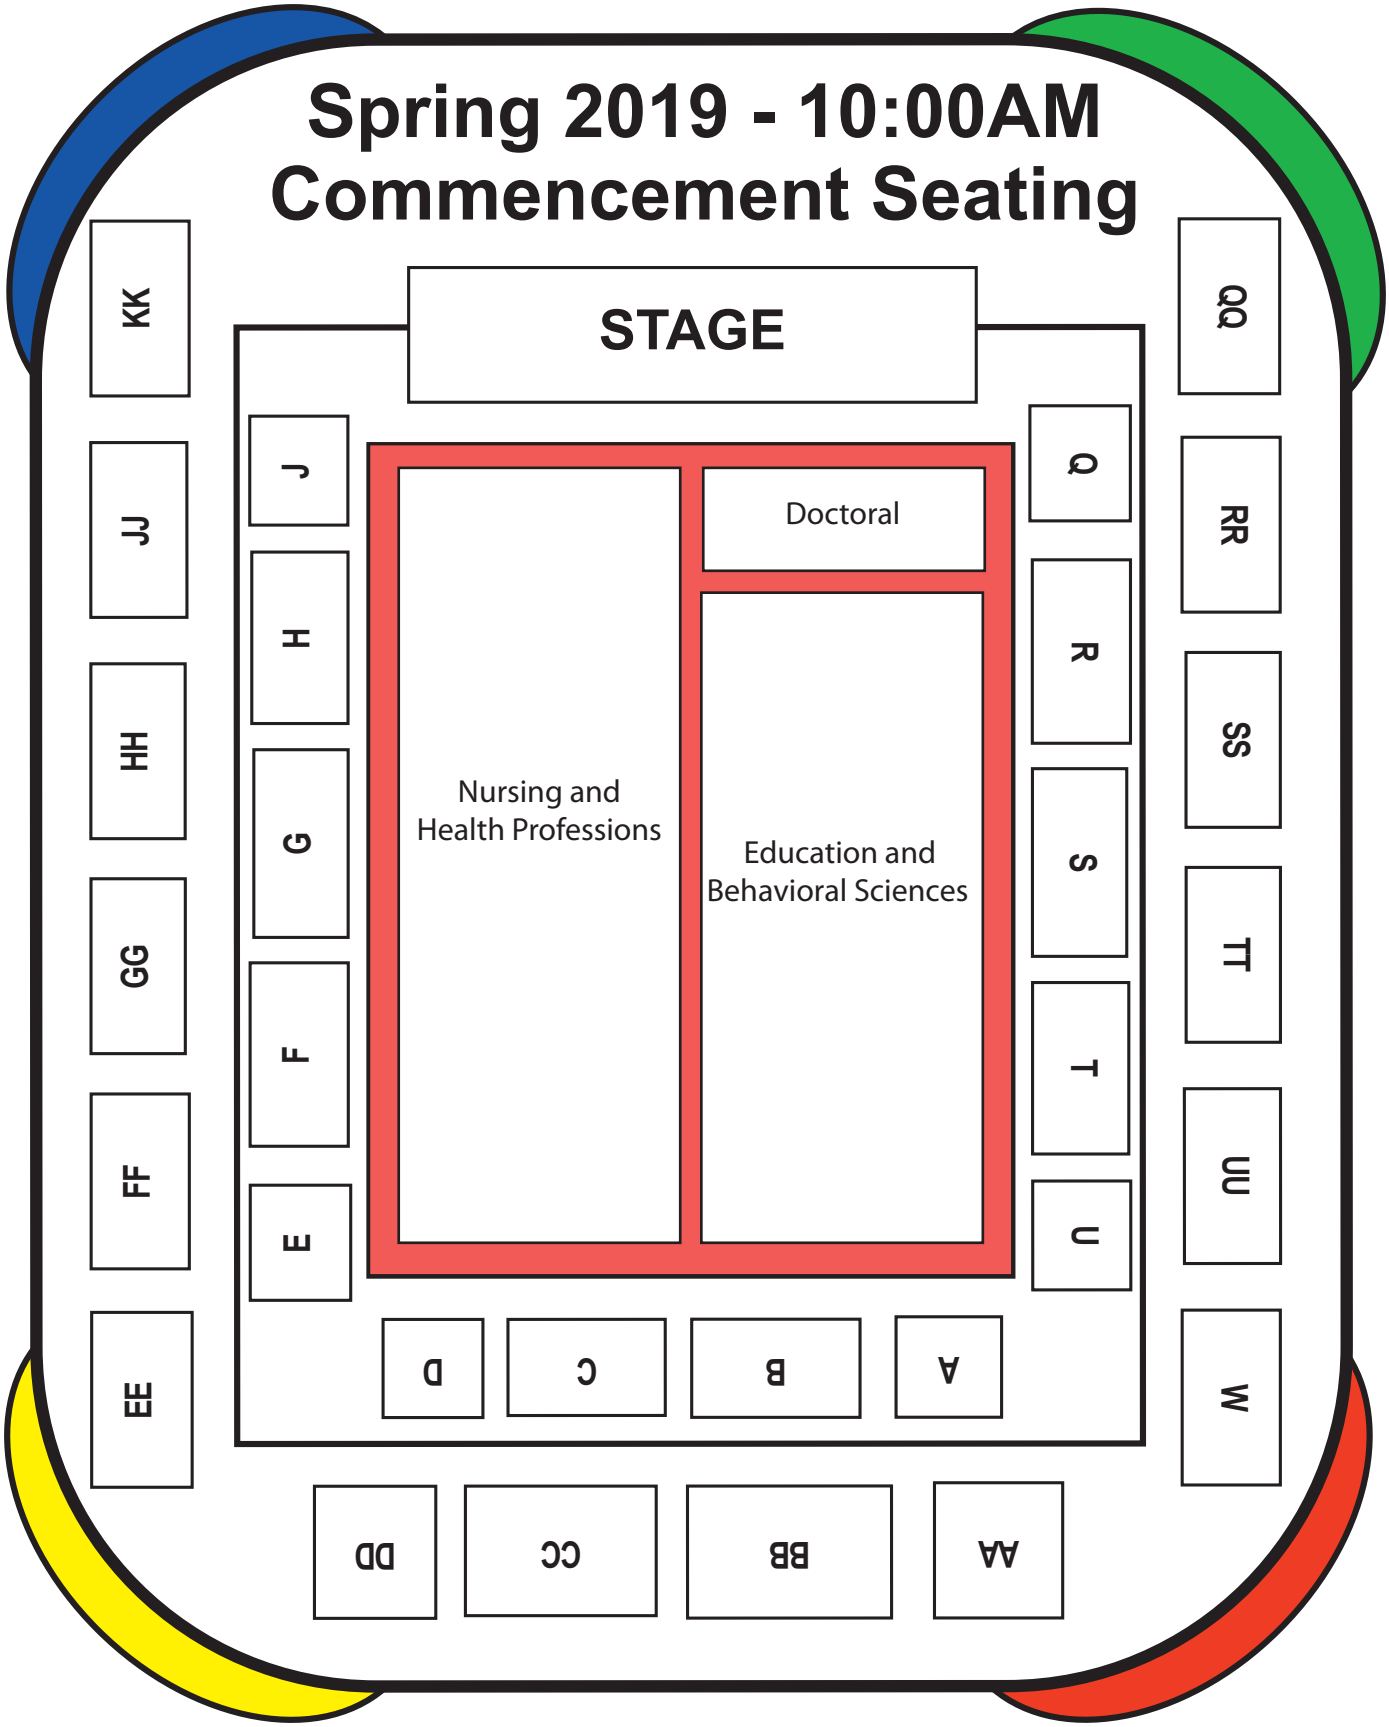 Spring 2019 - 10:00AM
Commencement Seating
STAGE
KK
QQ
J
Q
JJ
RR
Doctoral
H
R
HH
SS
Nursing and
Health Professions
G
S
Education and
Behavioral Sciences
GG
TT
F
T
FF
UU
E
U
D
C
B
A
EE
W
DD
CC
BB
AA